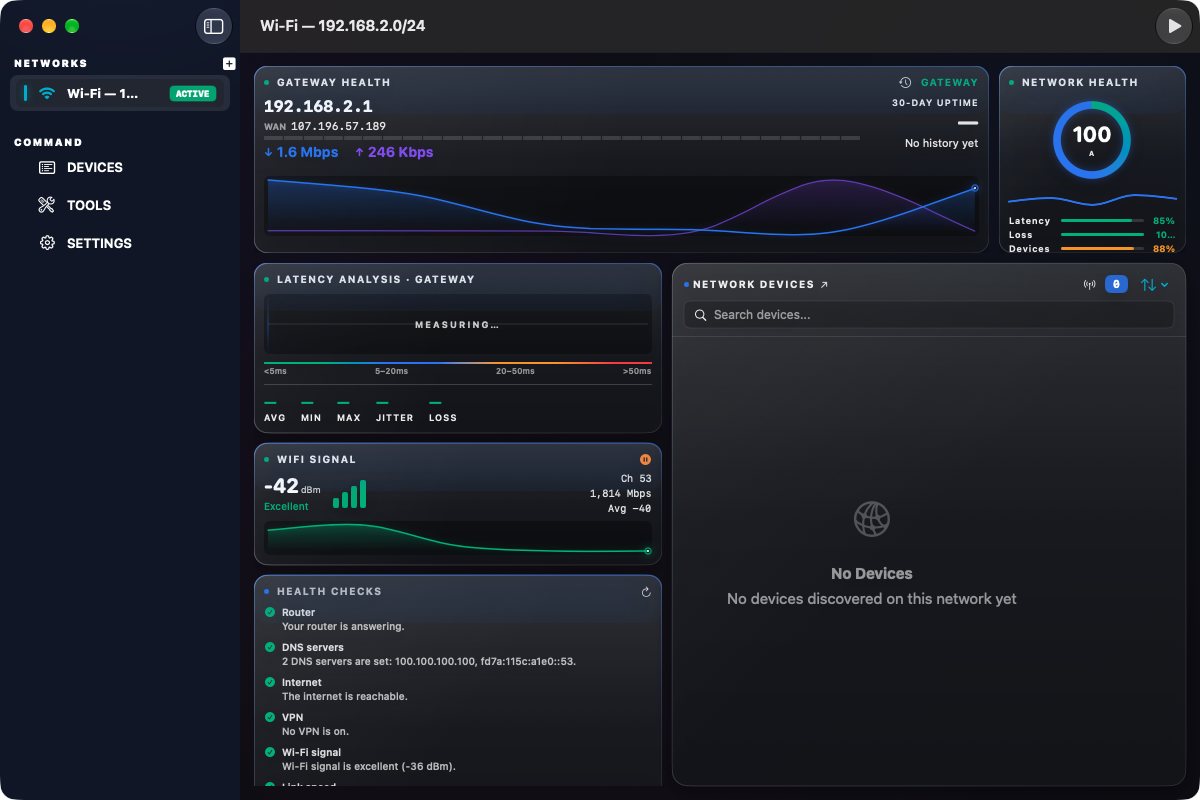 Wi-Fi — 192.168.2.0/24
NETWORKS
Wi-Fi — 1...
ACTIVE
COMMAND
DEVICES
TOOLS
SETTINGS
GATEWAY HEALTH
GATEWAY
192.168.2.1
WAN 107.196.57.189
30-DAY UPTIME
—
No history yet
↓ 1.6 Mbps ↑ 246 Kbps
NETWORK HEALTH
100
A
Latency 85%
Loss 10...
Devices 88%
LATENCY ANALYSIS · GATEWAY
MEASURING...
<5ms 5–20ms 20–50ms >50ms
— — — — —
AVG MIN MAX JITTER LOSS
WIFI SIGNAL
-42 dBm
Excellent
Ch 53
1,814 Mbps
Avg −40
HEALTH CHECKS
Router
Your router is answering.
DNS servers
2 DNS servers are set: 100.100.100.100, fd7a:115c:a1e0::53.
Internet
The internet is reachable.
VPN
No VPN is on.
Wi-Fi signal
Wi-Fi signal is excellent (-36 dBm).
NETWORK DEVICES ↗
0
Search devices...
No Devices
No devices discovered on this network yet